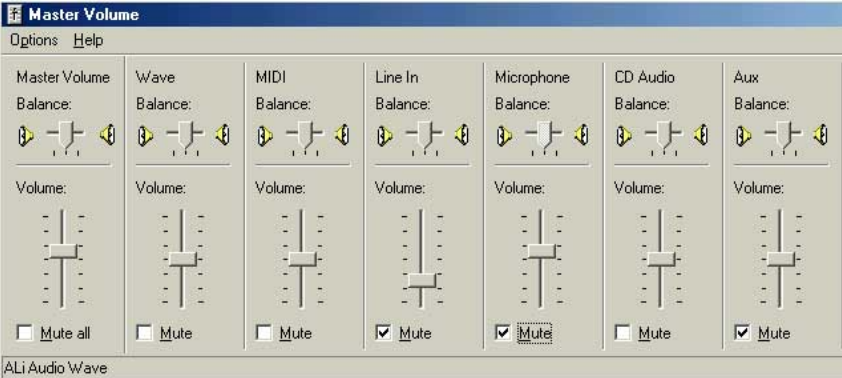 Master Volume
Options Help
Master Volume Wave MIDI Line In Microphone CD Audio Aux
Balance: Balance: Balance: Balance: Balance: Balance: Balance:
Volume: Volume: Volume: Volume: Volume: Volume: Volume:
Mute all Mute Mute Mute Mute Mute Mute
ALi Audio Wave